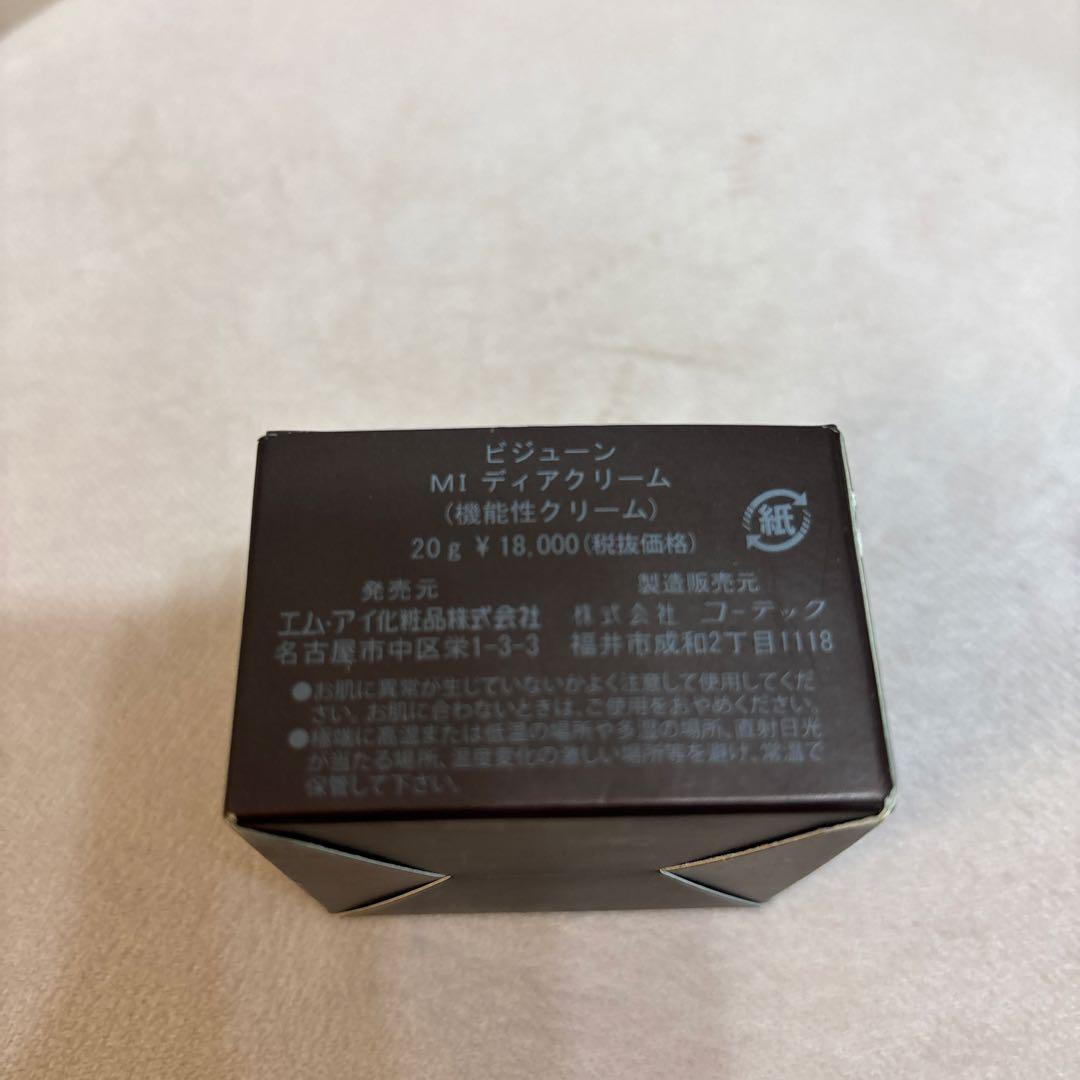 ビジューン
MI ディアクリーム
(機能性クリーム)
20g ¥18,000(税抜価格)
紙
発売元 製造販売元
エム・アイ化粧品株式会社 株式会社 コーテック
名古屋市中区栄1-3-3 福井市成和2丁目1118
●お肌に異常が生じていないかよく注意して使用してくだ
さい。お肌に合わないときは、ご使用をおやめください。
●極端に高温または低温の場所や多湿の場所、直射日光
が当たる場所、温度変化の激しい場所等を避け、常温で
保管して下さい。